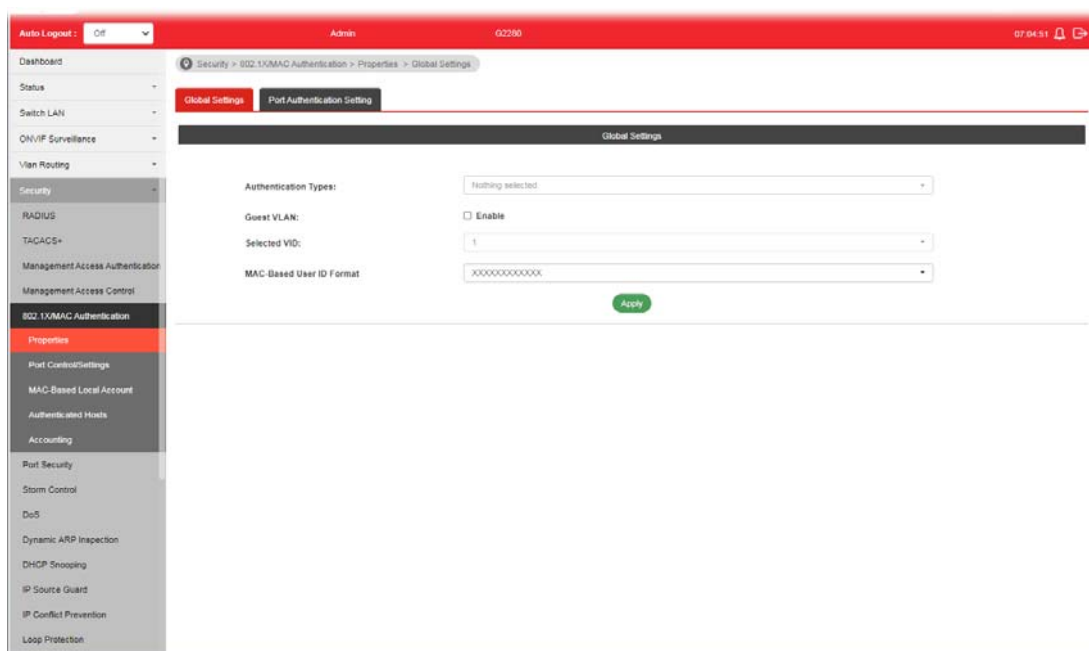 Auto Logout : Off Admin G2280 07:04:51
Dashboard
Status
Switch LAN
ONVIF Surveillance
Vlan Routing
Security
RADIUS
TACACS+
Management Access Authentication
Management Access Control
802.1X/MAC Authentication
Properties
Port Control/Settings
MAC-Based Local Account
Authenticated Hosts
Accounting
Port Security
Storm Control
DoS
Dynamic ARP Inspection
DHCP Snooping
IP Source Guard
IP Conflict Prevention
Loop Protection
Security > 802.1X/MAC Authentication > Properties > Global Settings
Global Settings Port Authentication Setting
Global Settings
Authentication Types: Nothing selected
Guest VLAN: Enable
Selected VID: 1
MAC-Based User ID Format XXXXXXXXXXXX
Apply